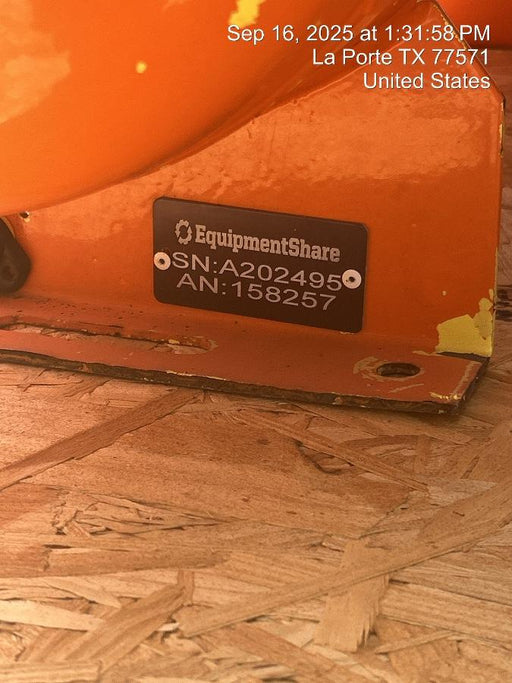 Sep 16, 2025 at 1:31:58 PM
La Porte TX 77571
United States
EquipmentShare
SN:A202495
AN:158257